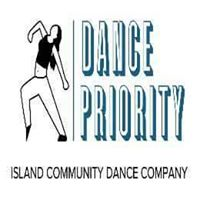 DANCE
PRIORITY
ISLAND COMMUNITY DANCE COMPANY